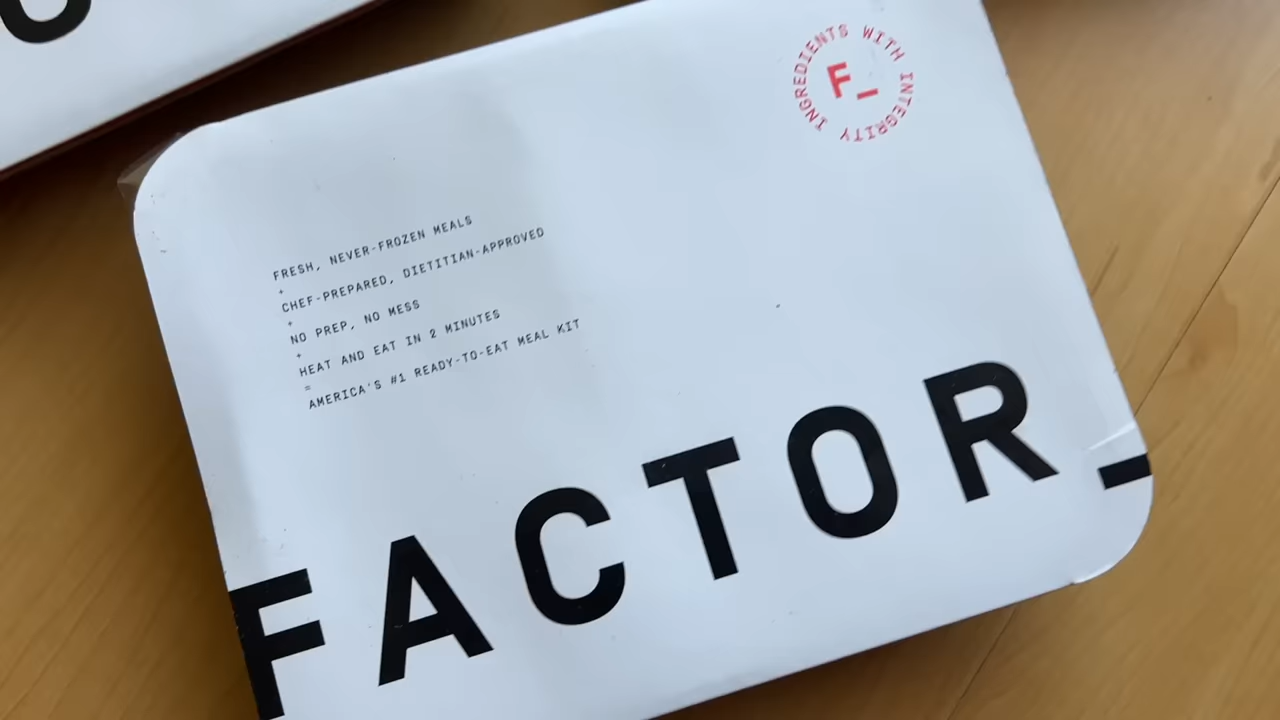 INGREDIENTS WITH INTEGRITY
F_
FRESH, NEVER-FROZEN MEALS
+
CHEF-PREPARED, DIETITIAN-APPROVED
+
NO PREP, NO MESS
+
HEAT AND EAT IN 2 MINUTES
=
AMERICA'S #1 READY-TO-EAT MEAL KIT
FACTOR_